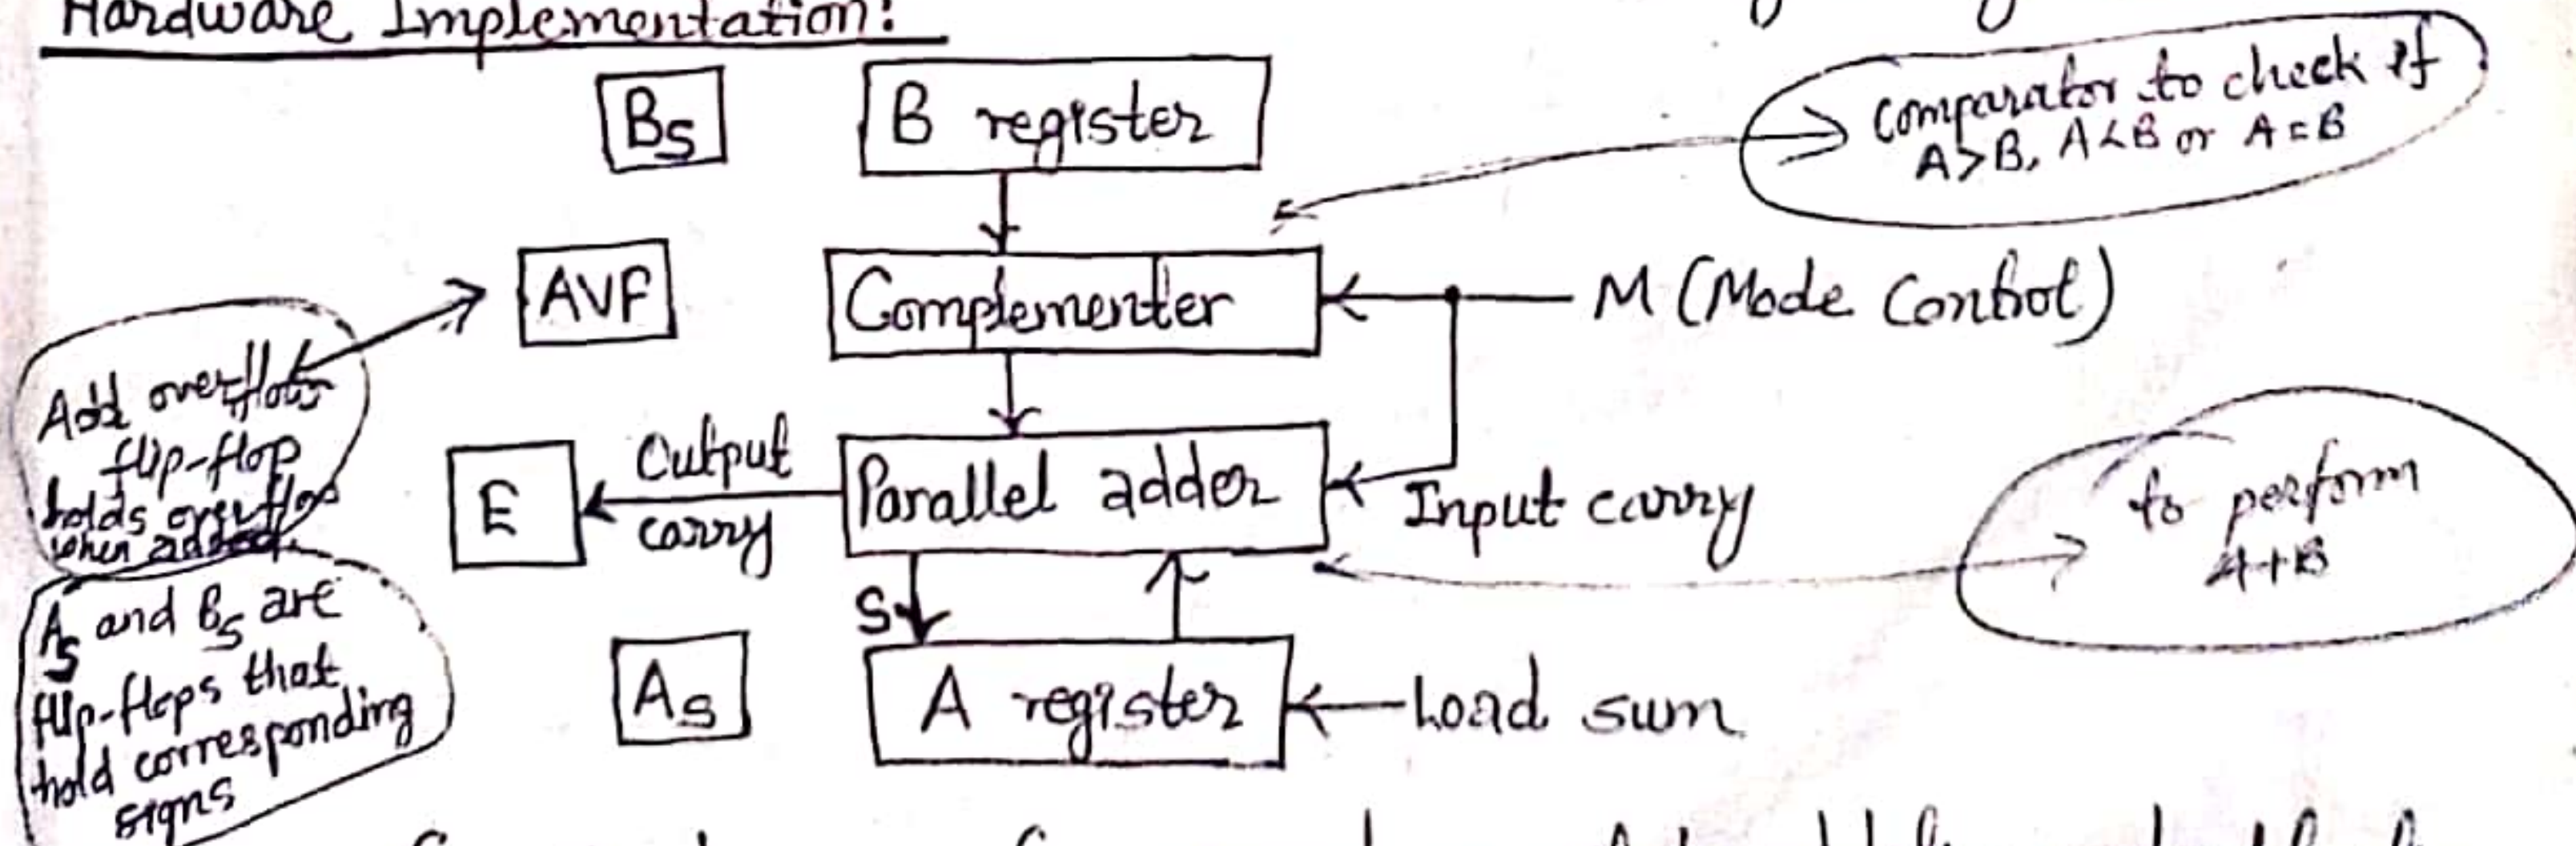 Hardware Implementation:
Bs
B register
comparator to check if
A>B, A<B or A=B
AVF
Complementer
M (Mode Control)
Add overflow
flip-flop
holds overflow
when added.
E
Output
carry
Parallel adder
Input carry
to perform
A+B
As and Bs are
flip-flops that
hold corresponding
signs
S
As
A register
Load sum